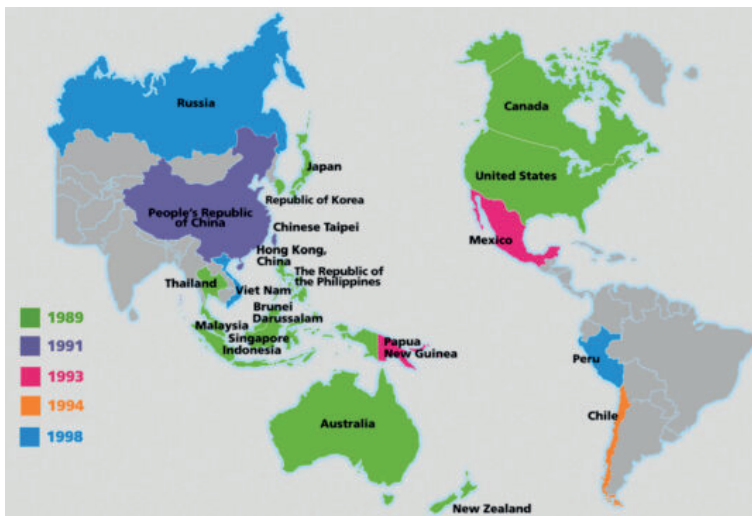 Russia
Canada
Japan
United States
Republic of Korea
People's Republic
of China
Chinese Taipei
Mexico
Hong Kong,
China
The Republic of
the Philippines
Thailand
Viet Nam
Brunei
Darussalam
Malaysia
Singapore
Indonesia
Papua
New Guinea
Peru
Chile
Australia
New Zealand
1989
1991
1993
1994
1998